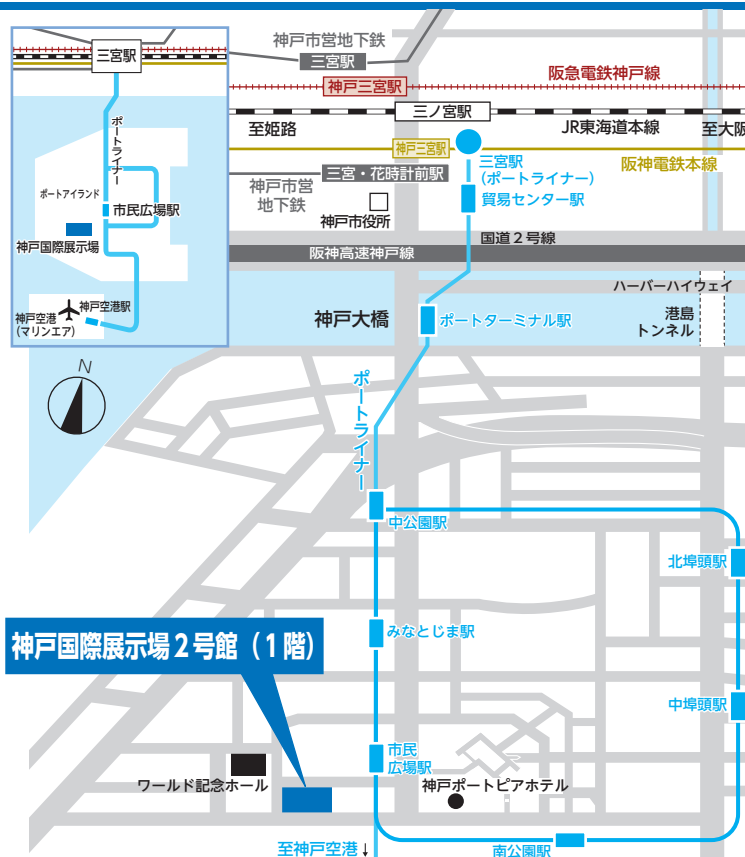 三宮駅
ポートライナー
ポートアイランド
市民広場駅
神戸国際展示場
神戸空港駅
神戸空港
(マリンエア)
N
神戸市営地下鉄
三宮駅
阪急電鉄神戸線
神戸三宮駅
三ノ宮駅
至姫路
JR東海道本線
至大阪
神戸三宮駅
三宮駅
(ポートライナー)
阪神電鉄本線
三宮・花時計前駅
神戸市営
地下鉄
貿易センター駅
神戸市役所
国道2号線
阪神高速神戸線
ハーバーハイウェイ
神戸大橋
ポートターミナル駅
港島
トンネル
ポートライナー
中公園駅
北埠頭駅
みなとじま駅
神戸国際展示場2号館(1階)
中埠頭駅
市民
広場駅
ワールド記念ホール
神戸ポートピアホテル
至神戸空港↓
南公園駅